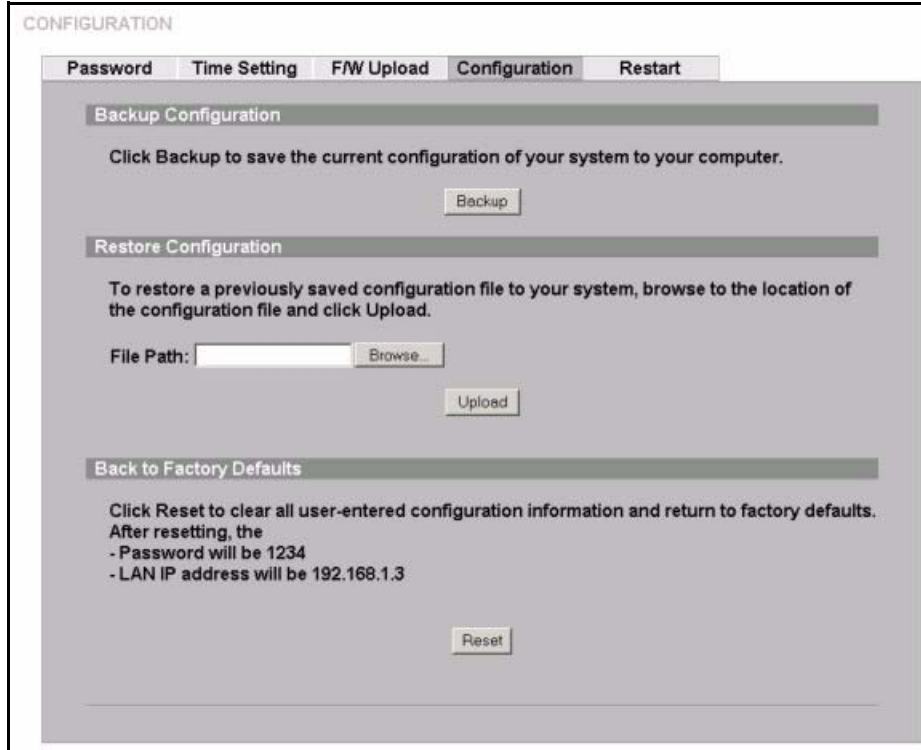 CONFIGURATION
Password Time Setting F/W Upload Configuration Restart
Backup Configuration
Click Backup to save the current configuration of your system to your computer.
Backup
Restore Configuration
To restore a previously saved configuration file to your system, browse to the location of
the configuration file and click Upload.
File Path: Browse...
Upload
Back to Factory Defaults
Click Reset to clear all user-entered configuration information and return to factory defaults.
After resetting, the
- Password will be 1234
- LAN IP address will be 192.168.1.3
Reset